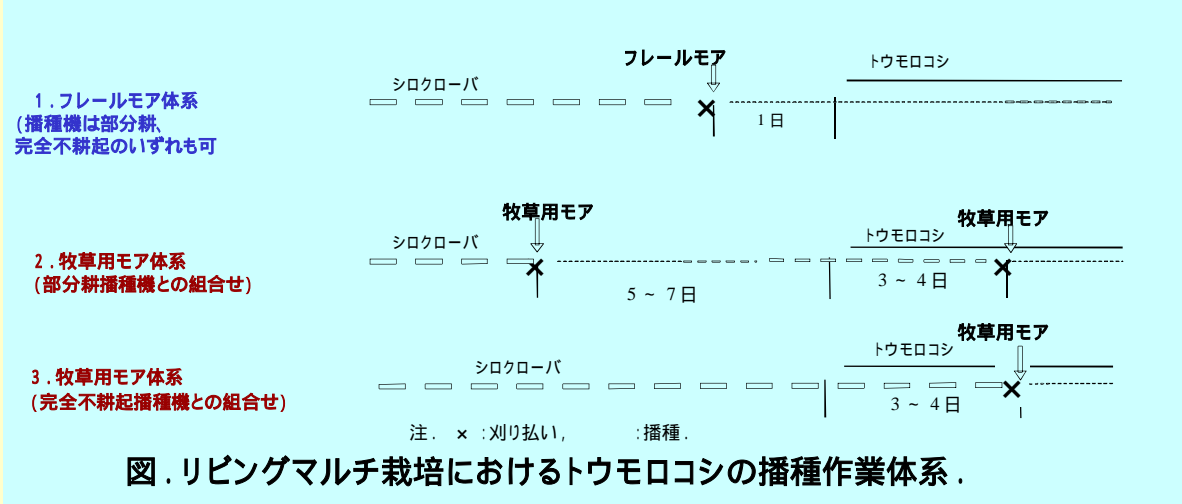 フレールモア
トウモロコシ
シロクローバ
1 . フレールモア体系
(播種機は部分耕、
完全不耕起のいずれも可
1 日
牧草用モア
牧草用モア
シロクローバ
トウモロコシ
2 . 牧草用モア体系
(部分耕播種機との組合せ)
5 ~ 7 日
3 ~ 4 日
牧草用モア
トウモロコシ
シロクローバ
3 . 牧草用モア体系
(完全不耕起播種機との組合せ)
3 ~ 4 日
注. × :刈り払い, :播種.
図 . リビングマルチ栽培におけるトウモロコシの播種作業体系 .